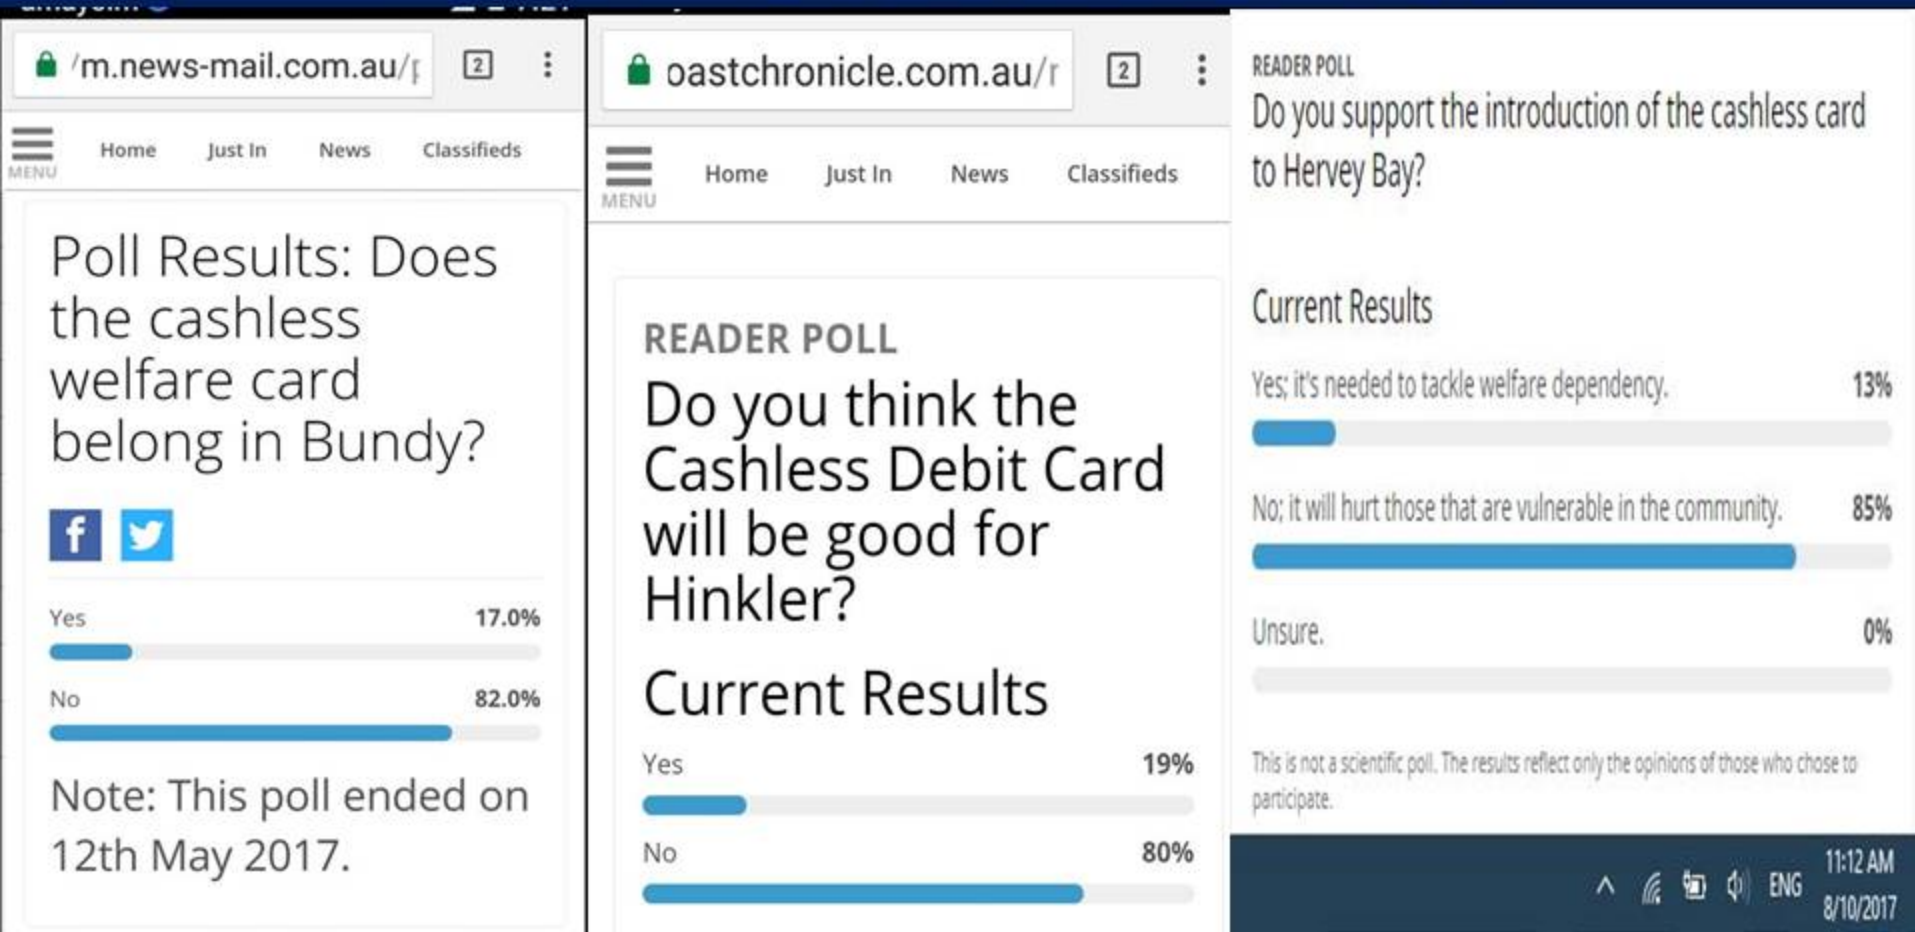 /m.news-mail.com.au/
2
MENU
Home
Just In
News
Classifieds
Poll Results: Does
the cashless
welfare card
belong in Bundy?
f
Yes 17.0%
No 82.0%
Note: This poll ended on
12th May 2017.
oastchronicle.com.au/r
2
MENU
Home
Just In
News
Classifieds
READER POLL
Do you think the
Cashless Debit Card
will be good for
Hinkler?
Current Results
Yes 19%
No 80%
READER POLL
Do you support the introduction of the cashless card
to Hervey Bay?
Current Results
Yes; it's needed to tackle welfare dependency. 13%
No; it will hurt those that are vulnerable in the community. 85%
Unsure. 0%
This is not a scientific poll. The results reflect only the opinions of those who chose to
participate.
ENG
11:12 AM
8/10/2017